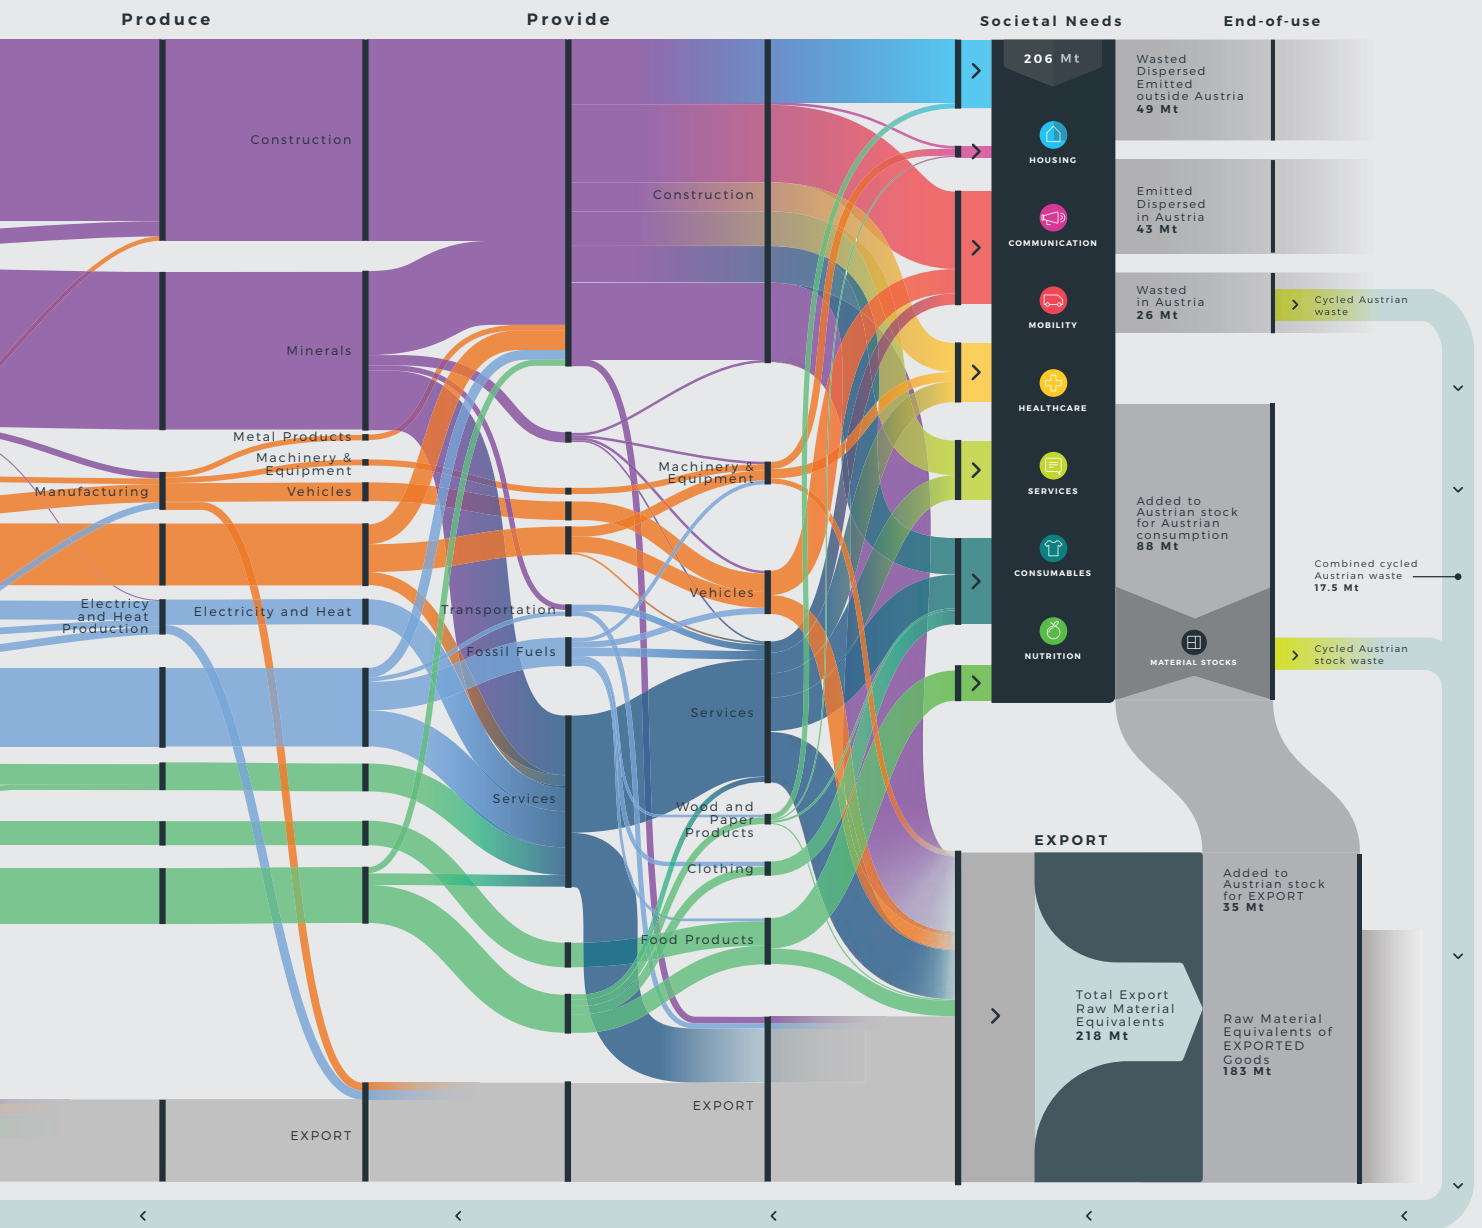 Produce
Provide
Societal Needs
End-of-use
206 Mt
Wasted
Dispersed
Emitted
outside Austria
49 Mt
Construction
HOUSING
Construction
Emitted
Dispersed
in Austria
43 Mt
COMMUNICATION
Wasted
in Austria
26 Mt
Cycled Austrian
waste
MOBILITY
Minerals
HEALTHCARE
Metal Products
Machinery &
Equipment
Machinery &
Equipment
Manufacturing
Vehicles
SERVICES
Added to
Austrian stock
for Austrian
consumption
88 Mt
CONSUMABLES
Combined cycled
Austrian waste
17.5 Mt
Vehicles
Electricy
and Heat
Production
Electricity and Heat
Transportation
Fossil Fuels
NUTRITION
MATERIAL STOCKS
Cycled Austrian
stock waste
Services
Services
Wood and
Paper
Products
EXPORT
Clothing
Added to
Austrian stock
for EXPORT
35 Mt
Food Products
Total Export
Raw Material
Equivalents
218 Mt
Raw Material
Equivalents of
EXPORTED
Goods
183 Mt
EXPORT
EXPORT